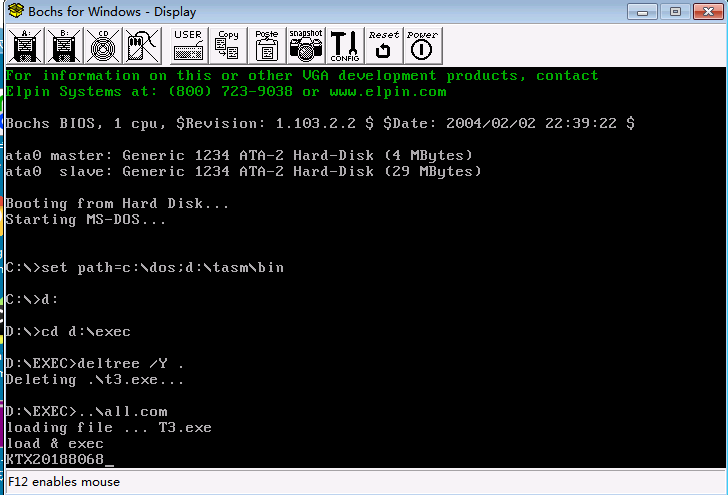 Bochs for Windows - Display
A:
B:
CD
USER
Copy
Paste
snapshot
CONFIG
Reset
Power
For information on this or other VGA development products, contact
Elpin Systems at: (800) 723-9038 or www.elpin.com
Bochs BIOS, 1 cpu, $Revision: 1.103.2.2 $ $Date: 2004/02/02 22:39:22 $
ata0 master: Generic 1234 ATA-2 Hard-Disk (4 MBytes)
ata0  slave: Generic 1234 ATA-2 Hard-Disk (29 MBytes)
Booting from Hard Disk...
Starting MS-DOS...
C:\>set path=c:\dos;d:\tasm\bin
C:\>d:
D:\>cd d:\exec
D:\EXEC>deltree /Y .
Deleting .\t3.exe...
D:\EXEC>..\all.com
loading file ... T3.exe
load & exec
KTX20188068_
F12 enables mouse